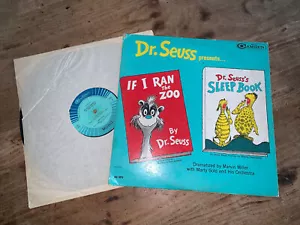 Dr. Seuss
presents...
IF I RAN
THE
ZOO
By
Dr. Seuss
Dr. Seuss's
SLEEP BOOK
Dramatized by Marvin Miller
with Marty Gold and His Orchestra